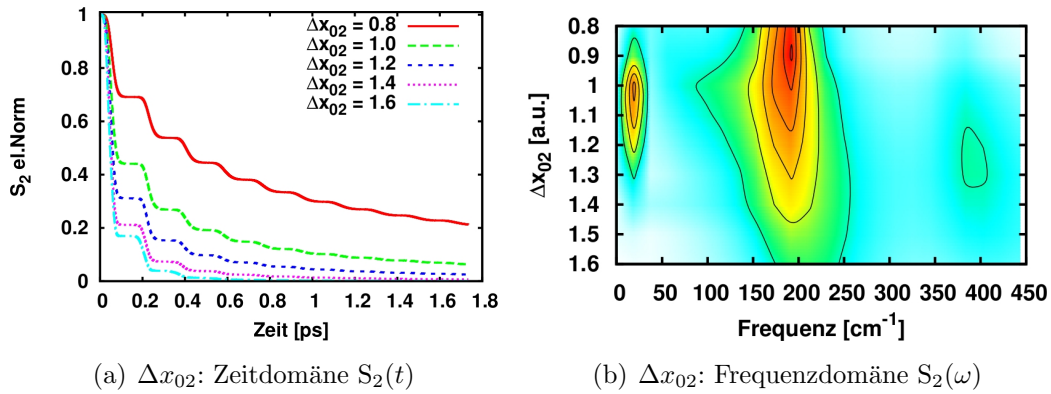 S₂ el.Norm
1
0.8
0.6
0.4
0.2
0
0 0.2 0.4 0.6 0.8 1 1.2 1.4 1.6 1.8
Zeit [ps]
Δx₀₂ = 0.8
Δx₀₂ = 1.0
Δx₀₂ = 1.2
Δx₀₂ = 1.4
Δx₀₂ = 1.6
(a) Δx₀₂: Zeitdomäne S₂(t)
Δx₀₂ [a.u.]
0.8
0.9
1
1.1
1.2
1.3
1.4
1.5
1.6
0 50 100 150 200 250 300 350 400 450
Frequenz [cm⁻¹]
(b) Δx₀₂: Frequenzdomäne S₂(ω)